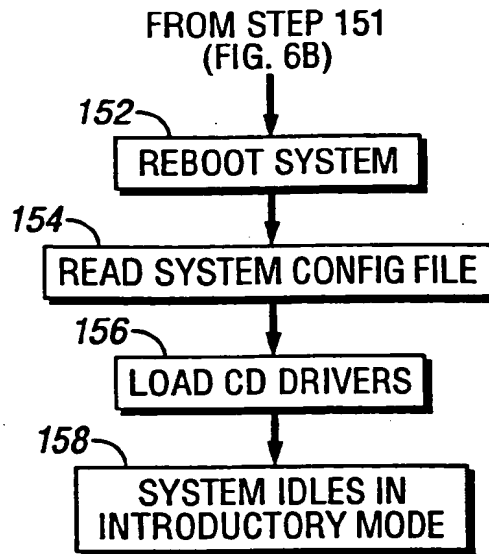 FROM STEP 151
(FIG. 6B)
152
REBOOT SYSTEM
154
READ SYSTEM CONFIG FILE
156
LOAD CD DRIVERS
158
SYSTEM IDLES IN
INTRODUCTORY MODE